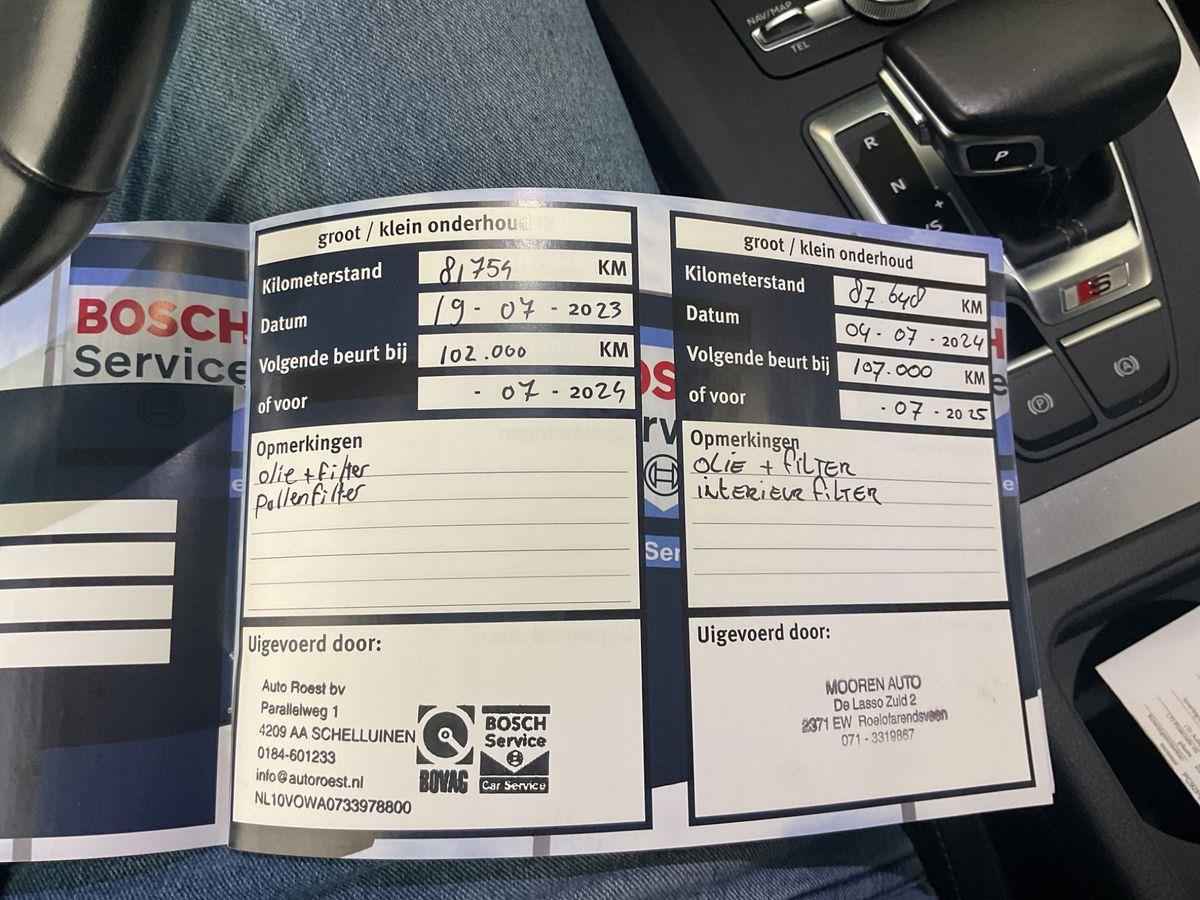 NAV/MAP
TEL
R
N
+
P
S
BOSCH
Service
groot / klein onderhoud
Kilometerstand 81754 KM
Datum 19-07-2023
Volgende beurt bij 102.000 KM
of voor - 07 - 2024
Opmerkingen
olie + filter
pollenfilter
Uigevoerd door:
Auto Roest bv
Parallelweg 1
4209 AA SCHELLUINEN
0184-601233
info@autoroest.nl
NL10VOWA0733978800
BOVAG
BOSCH
Service
Car Service
groot / klein onderhoud
Kilometerstand 87648 KM
Datum 04-07-2024
Volgende beurt bij 107.000 KM
of voor - 07 - 2025
Opmerkingen
OLIE + FILTER
INTERIEUR FILTER
Uigevoerd door:
MOOREN AUTO
De Lasso Zuid 2
2371 EW Roelofarendsveen
071 - 3319867